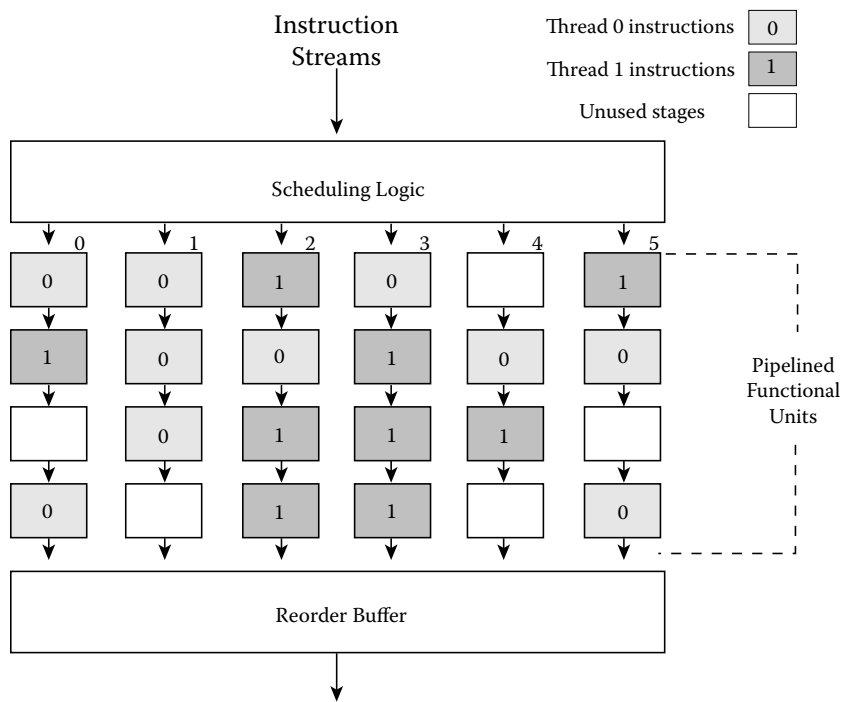 Instruction
Streams
Thread 0 instructions 0
Thread 1 instructions 1
Unused stages
Scheduling Logic
0 1 2 3 4 5
0 0 1 0 1
1 0 0 1 0 0
0 1 1 1
0 1 1 0
Pipelined
Functional
Units
Reorder Buffer